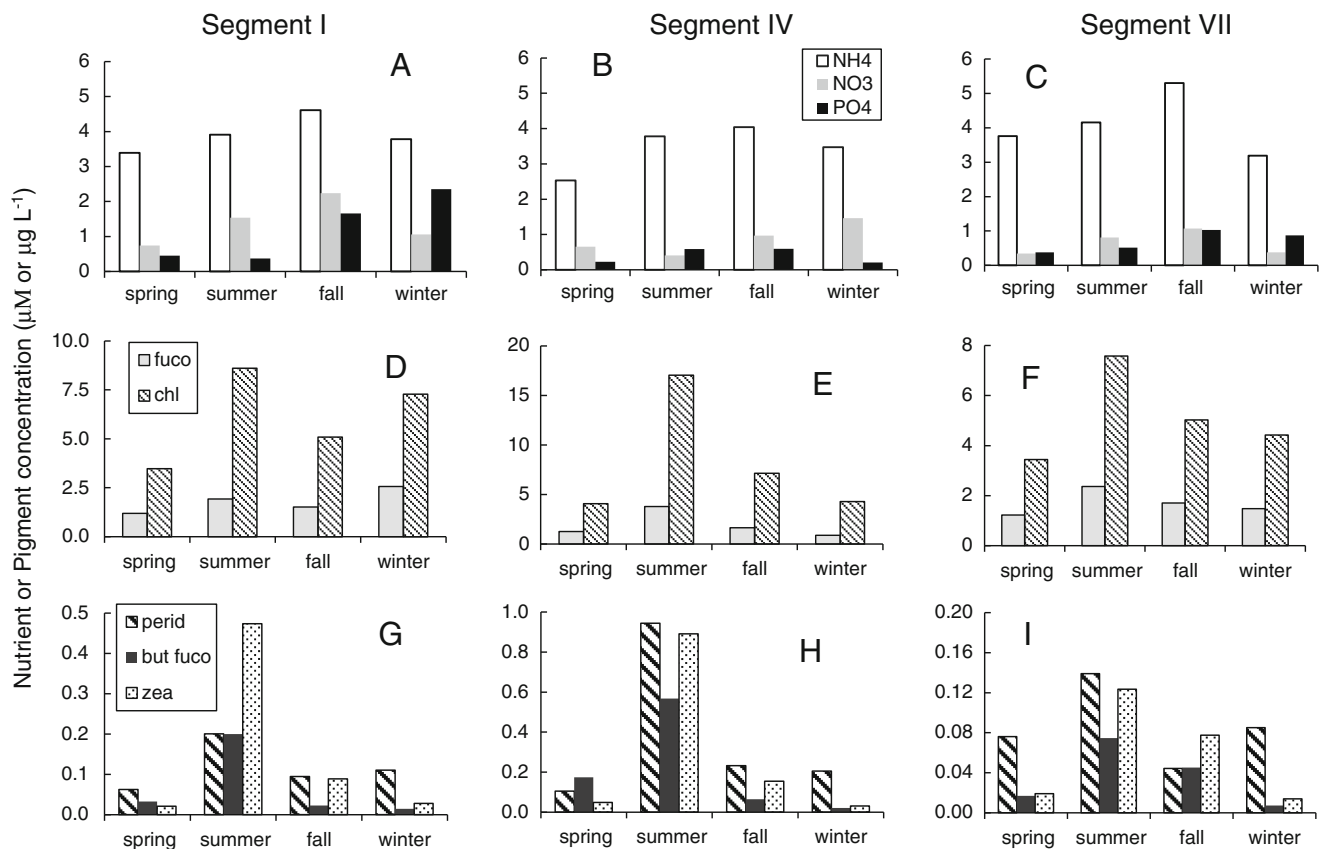 Segment I
Segment IV
Segment VII
Nutrient or Pigment concentration (μM or μg L-1)
A
6
5
4
3
2
1
0
spring summer fall winter
B
NH4
NO3
PO4
6
5
4
3
2
1
0
spring summer fall winter
C
6
5
4
3
2
1
0
spring summer fall winter
D
fuco
chl
10.0
7.5
5.0
2.5
0.0
spring summer fall winter
E
20
15
10
5
0
spring summer fall winter
F
8
6
4
2
0
spring summer fall winter
G
perid
but fuco
zea
0.5
0.4
0.3
0.2
0.1
0.0
spring summer fall winter
H
1.0
0.8
0.6
0.4
0.2
0.0
spring summer fall winter
I
0.20
0.16
0.12
0.08
0.04
0.00
spring summer fall winter